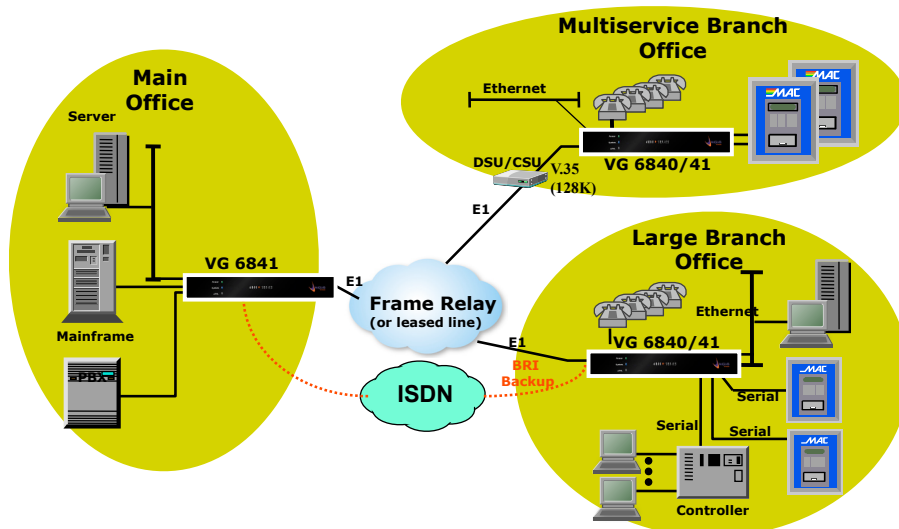 Multiservice Branch
Office
Ethernet
MAC
MAC
VG 6840/41
DSU/CSU
V.35
(128K)
E1
Main
Office
Server
VG 6841
E1
Mainframe
PBX
Frame Relay
(or leased line)
E1
ISDN
BRI
Backup
Large Branch
Office
Ethernet
VG 6840/41
Serial
MAC
Serial
MAC
Serial
Controller